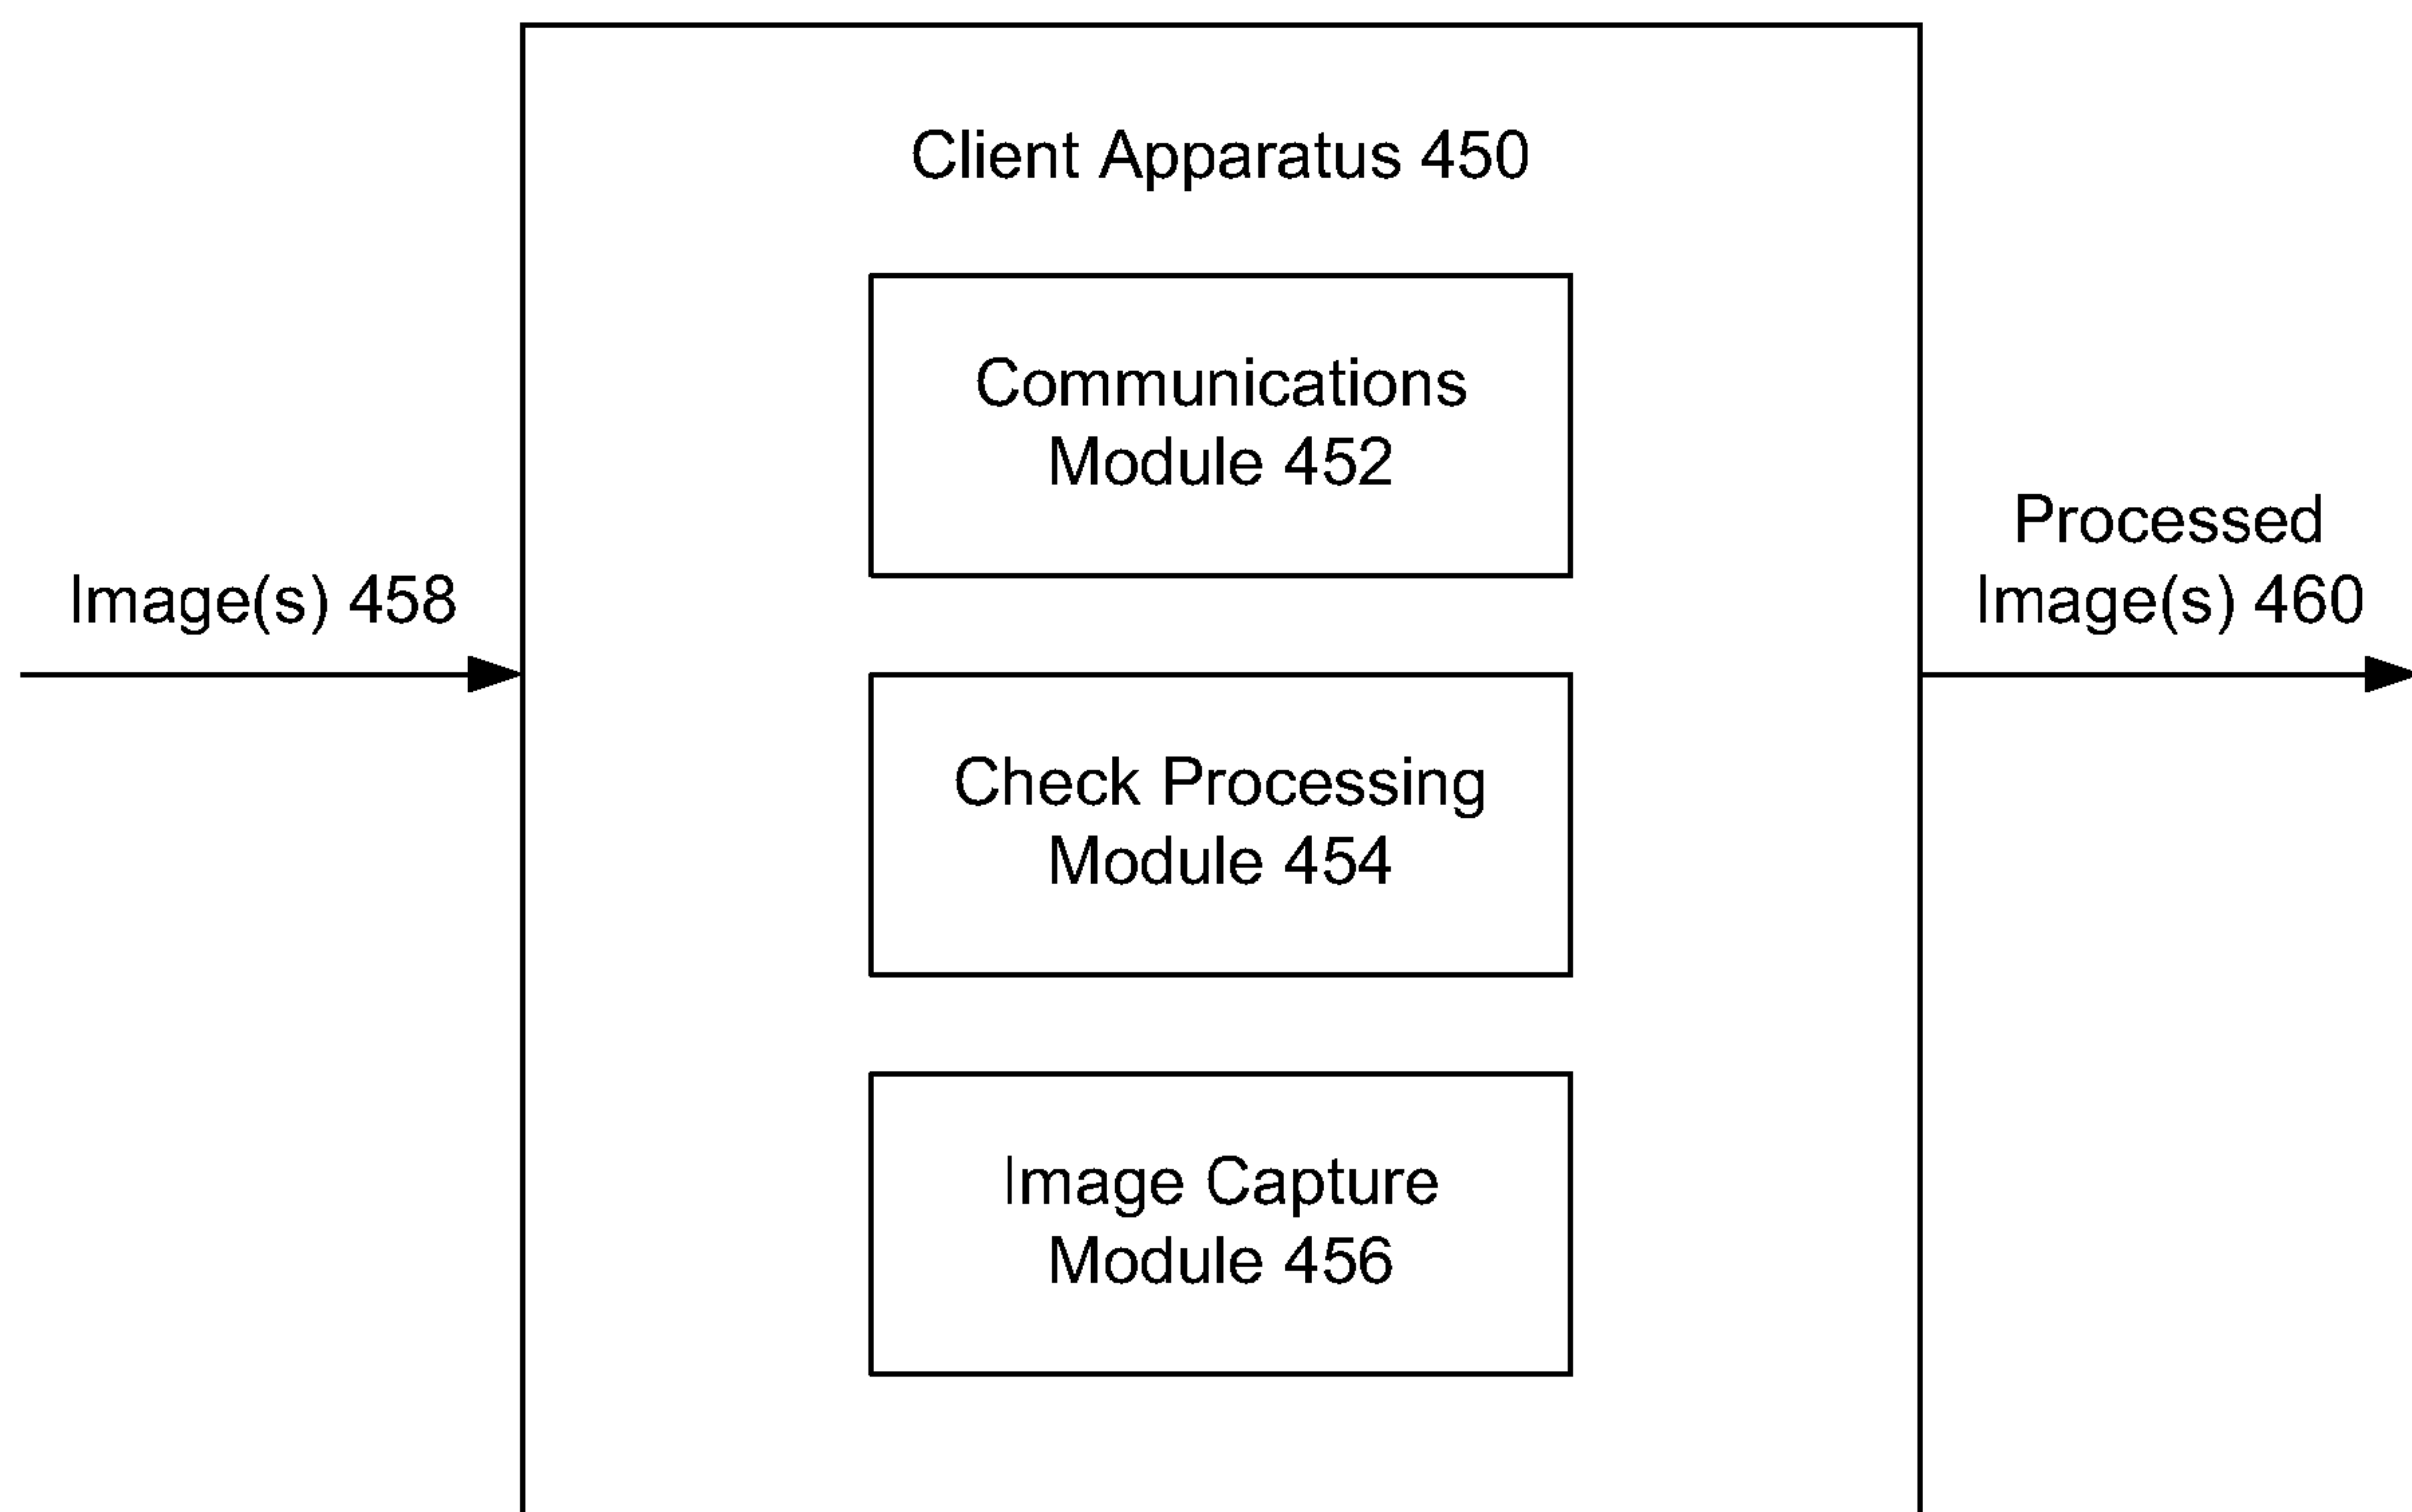 Client Apparatus 450
Communications
Module 452
Image(s) 458
Processed
Image(s) 460
Check Processing
Module 454
Image Capture
Module 456